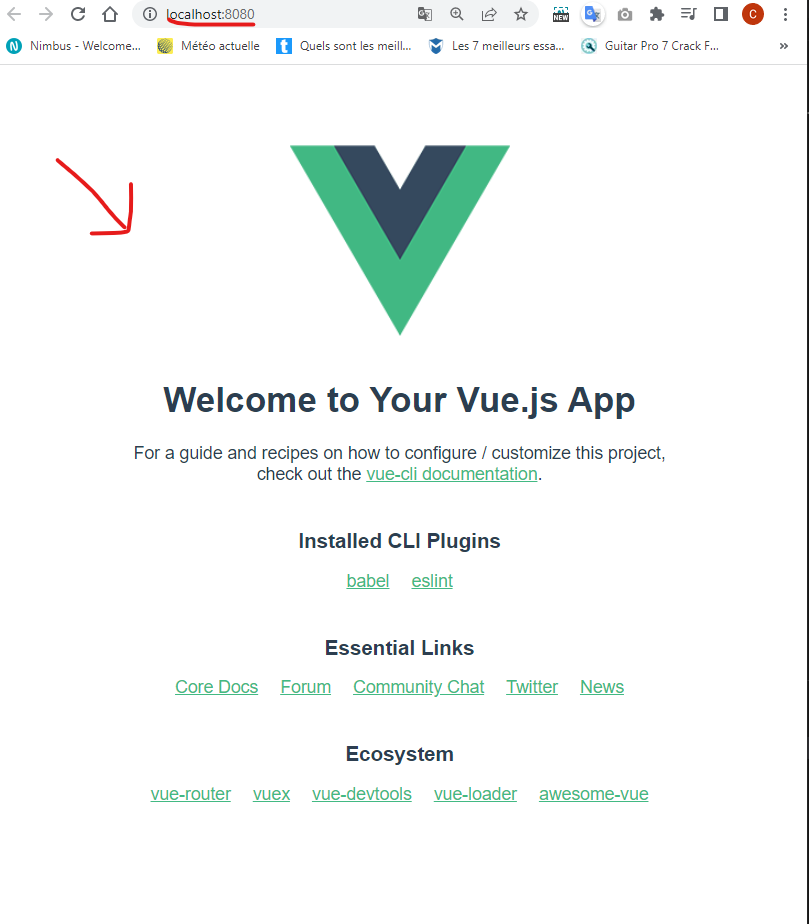 localhost:8080
NEW
C
Nimbus - Welcome... Météo actuelle Quels sont les meill... Les 7 meilleurs essa... Guitar Pro 7 Crack F... »
Welcome to Your Vue.js App
For a guide and recipes on how to configure / customize this project,
check out the vue-cli documentation.
Installed CLI Plugins
babel eslint
Essential Links
Core Docs Forum Community Chat Twitter News
Ecosystem
vue-router vuex vue-devtools vue-loader awesome-vue